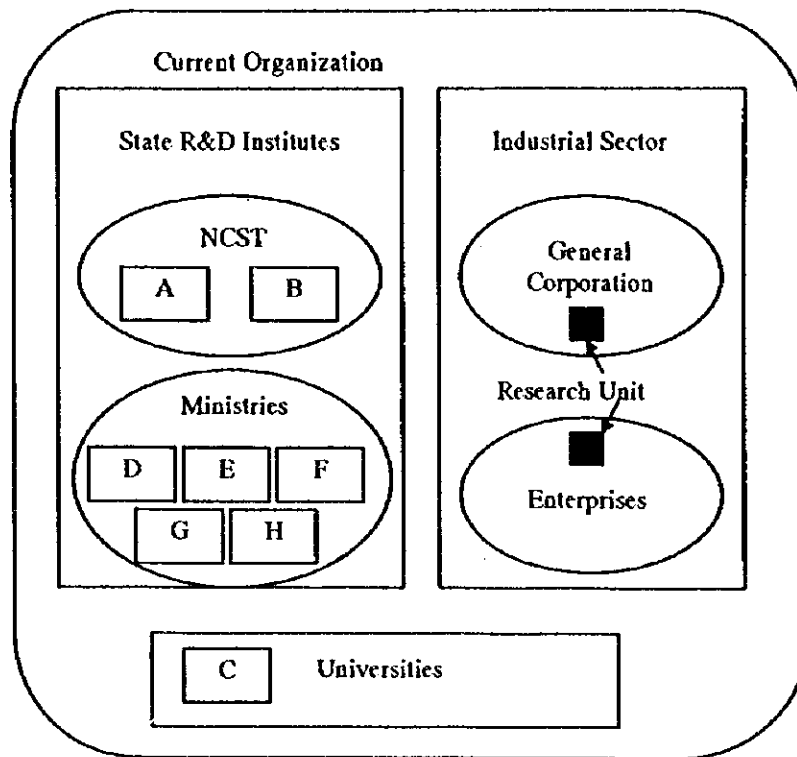 Current Organization
State R&D Institutes
NCST
A B
Ministries
D E F
G H
Industrial Sector
General
Corporation
Research Unit
Enterprises
C Universities